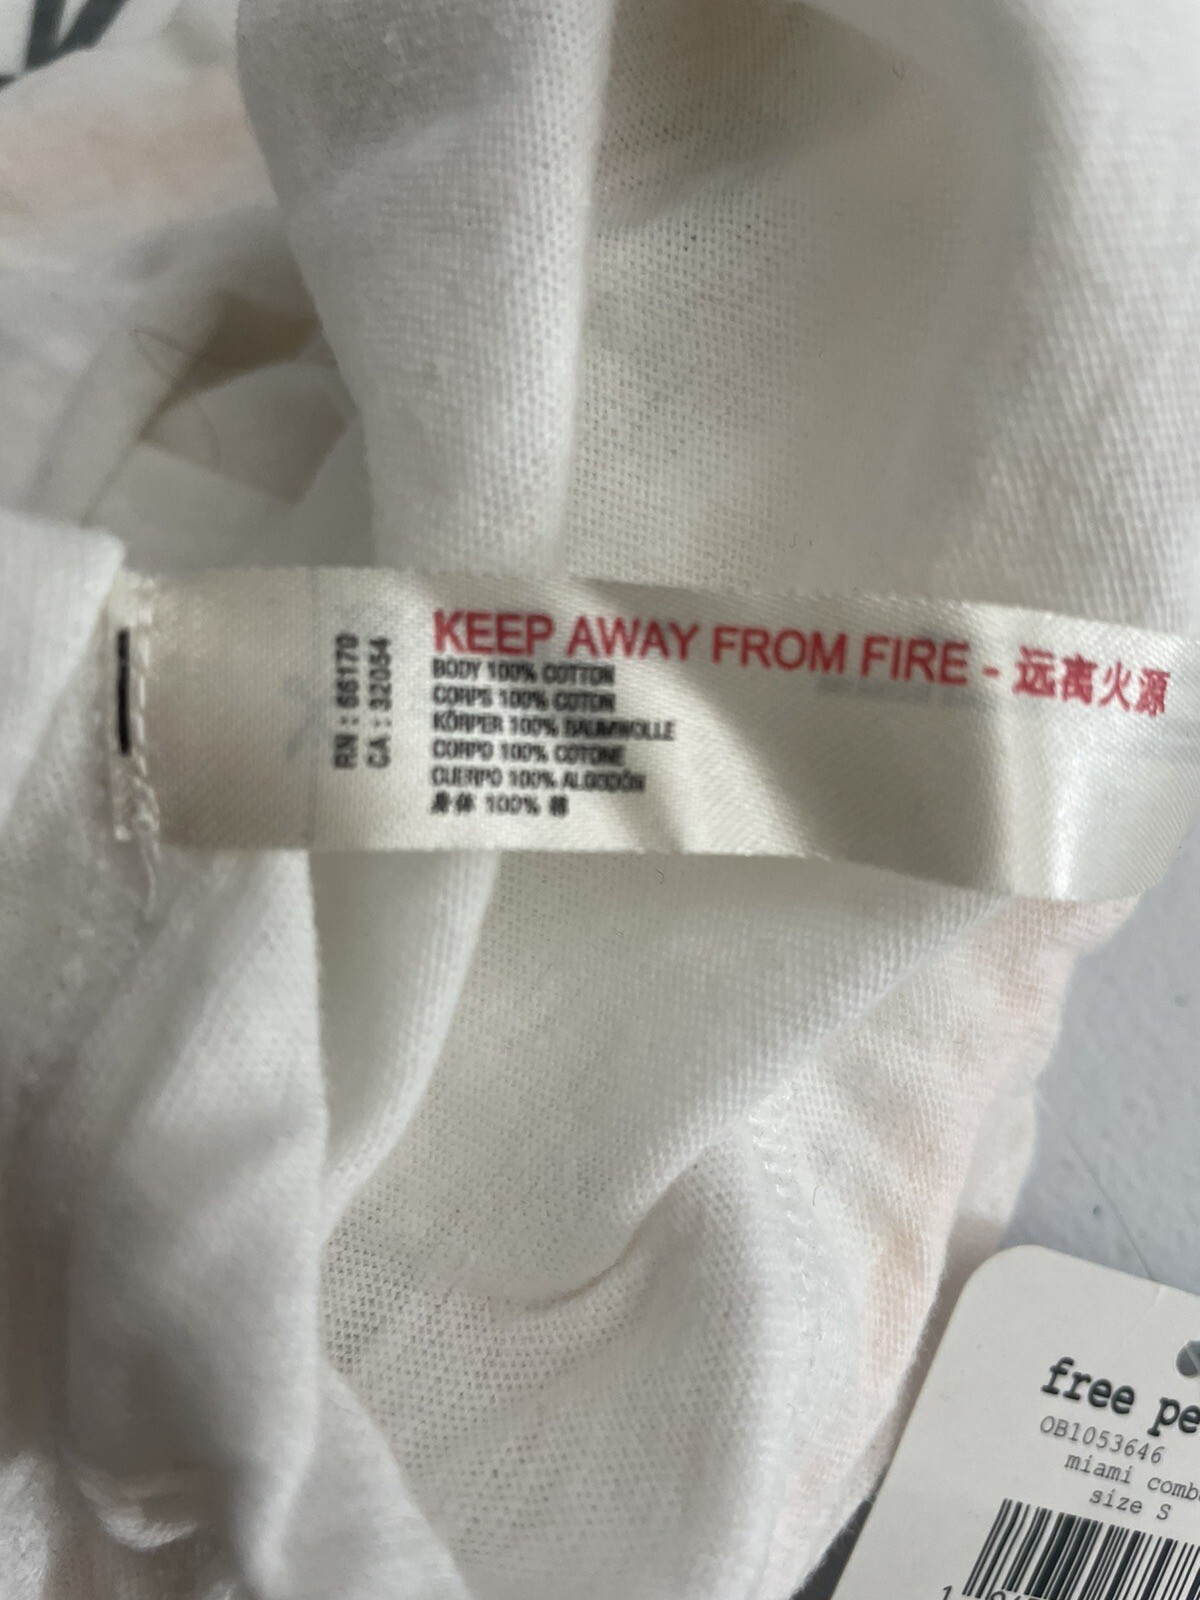 RN : 66170
CA : 32054
KEEP AWAY FROM FIRE - 远离火源
BODY 100% COTTON
CORPS 100% COTON
KÖRPER 100% BAUMWOLLE
CORPO 100% COTONE
CUERPO 100% ALGODÓN
身体 100% 棉
free pe
OB1053646
miami comb
size S